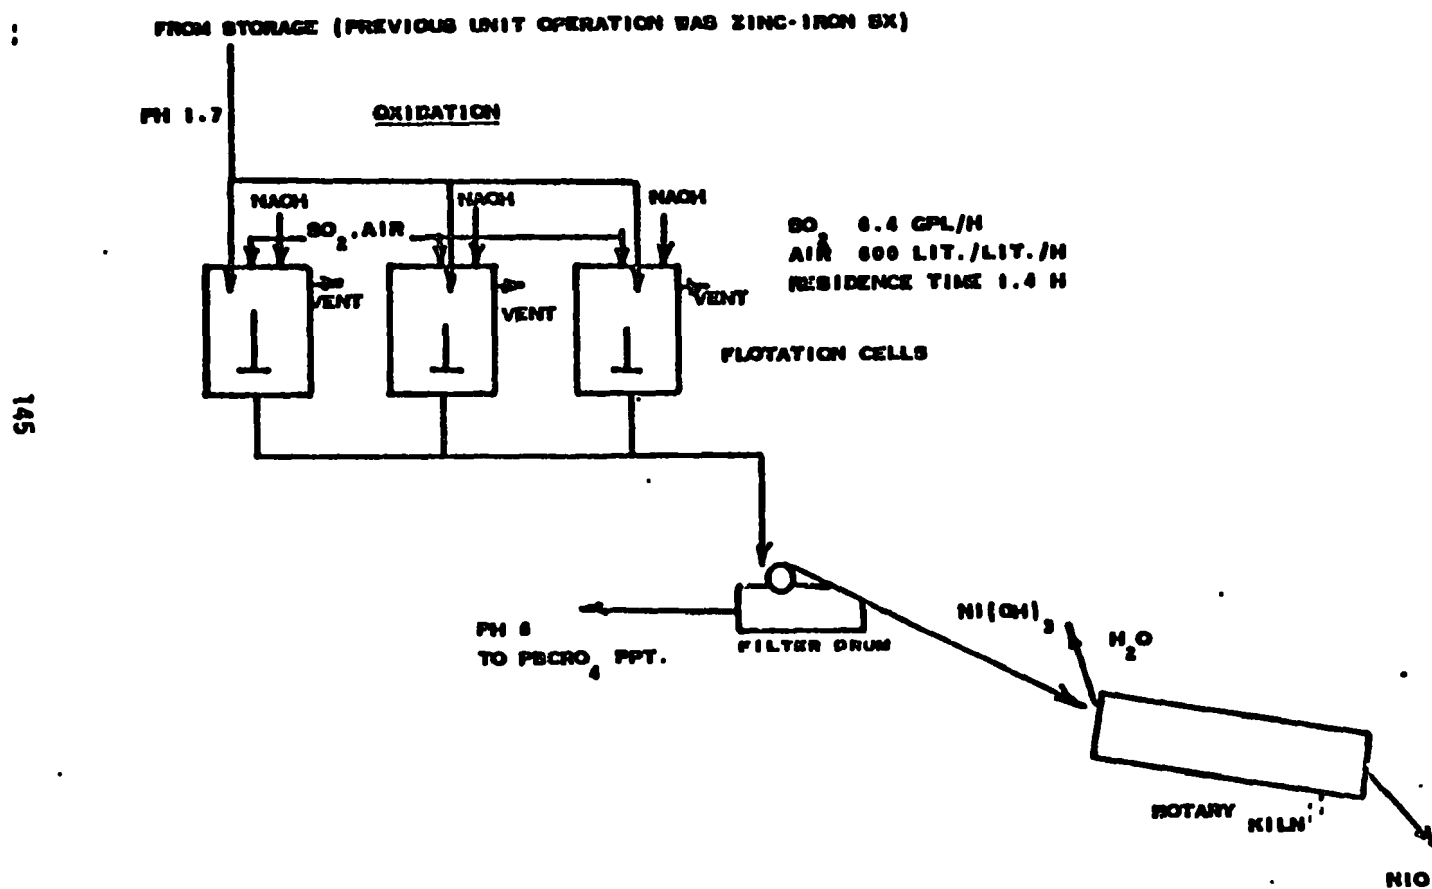 FROM STORAGE (PREVIOUS UNIT OPERATION WAS ZINC-IRON SX)
PH 1.7
OXIDATION
NAOH
NAOH
NAOH
SO2, AIR
SO2 6.4 GPL/H
AIR 600 LIT./LIT./H
RESIDENCE TIME 1.4 H
VENT
VENT
VENT
FLOTATION CELLS
145
PH 6
TO PBCRO4 PPT.
FILTER DRUM
NI(OH)3
H2O
ROTARY KILN
NIO